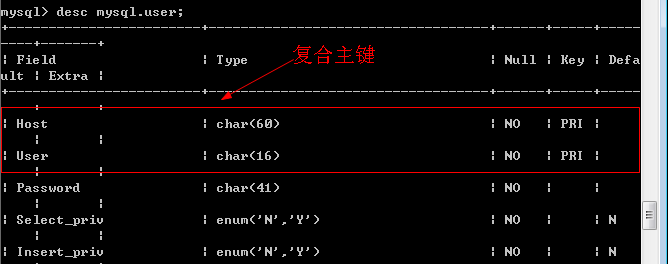 mysql> desc mysql.user;
+-----------------------+-----------------------------------+------+-----+-----
----+-------+
| Field | Type | Null | Key | Defa
ult | Extra |
+-----------------------+-----------------------------------+------+-----+-----
复合主键
| Host | char(60) | NO | PRI |
| |
| User | char(16) | NO | PRI |
| |
| Password | char(41) | NO | |
| |
| Select_priv | enum('N','Y') | NO | | N
| |
| Insert_priv | enum('N','Y') | NO | | N